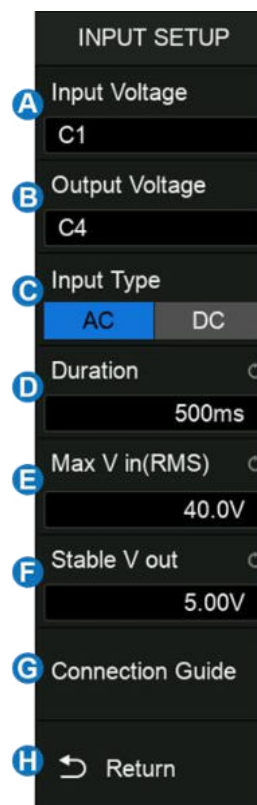 INPUT SETUP
A Input Voltage
C1
B Output Voltage
C4
C Input Type
AC DC
D Duration
500ms
E Max V in(RMS)
40.0V
F Stable V out
5.00V
G Connection Guide
H Return